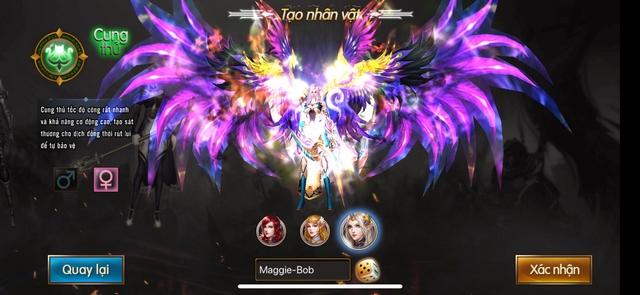 Tạo nhân vật
Cung
thủ
Cung thủ tốc độ công rất nhanh
và khả năng cơ động cao, tạo sát
thương cho địch đồng thời rút lui
để tự bảo vệ
Maggie-Bob
Quay lại
Xác nhận